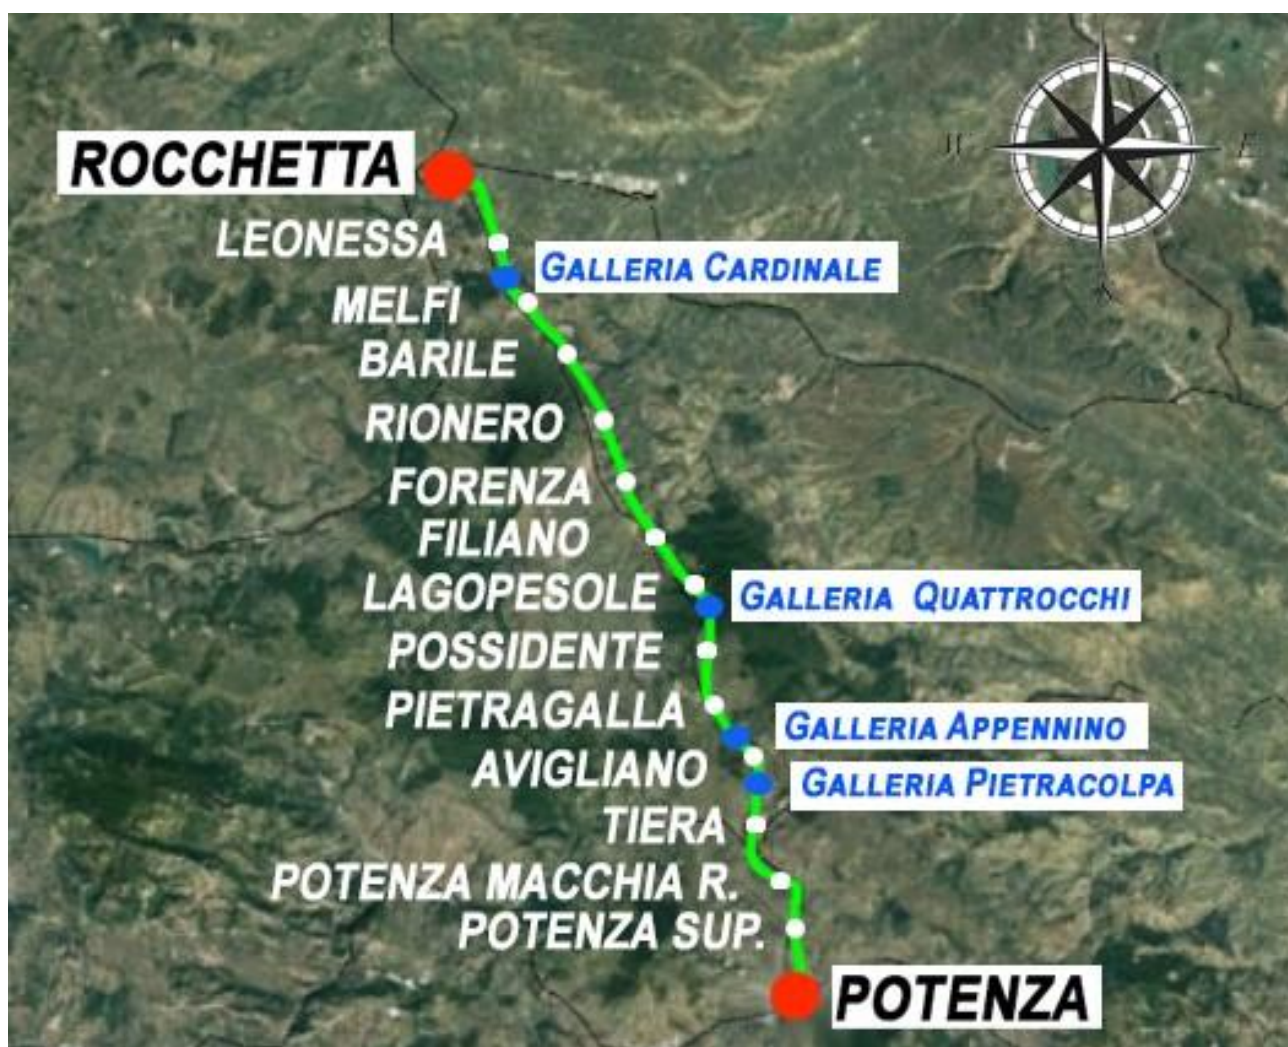 ROCCHETTA
LEONESSA
GALLERIA CARDINALE
MELFI
BARILE
RIONERO
FORENZA
FILIANO
LAGOPESOLE
GALLERIA QUATTROCCHI
POSSIDENTE
PIETRAGALLA
GALLERIA APPENNINO
AVIGLIANO
GALLERIA PIETRACOLPA
TIERA
POTENZA MACCHIA R.
POTENZA SUP.
POTENZA